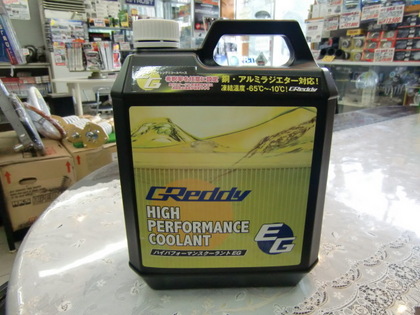 銅・アルミラジエター対応!
凍結温度-65℃~-10℃! GReddy
GReddy
HIGH
PERFORMANCE
COOLANT
EG
ハイパフォーマンスクーラントEG